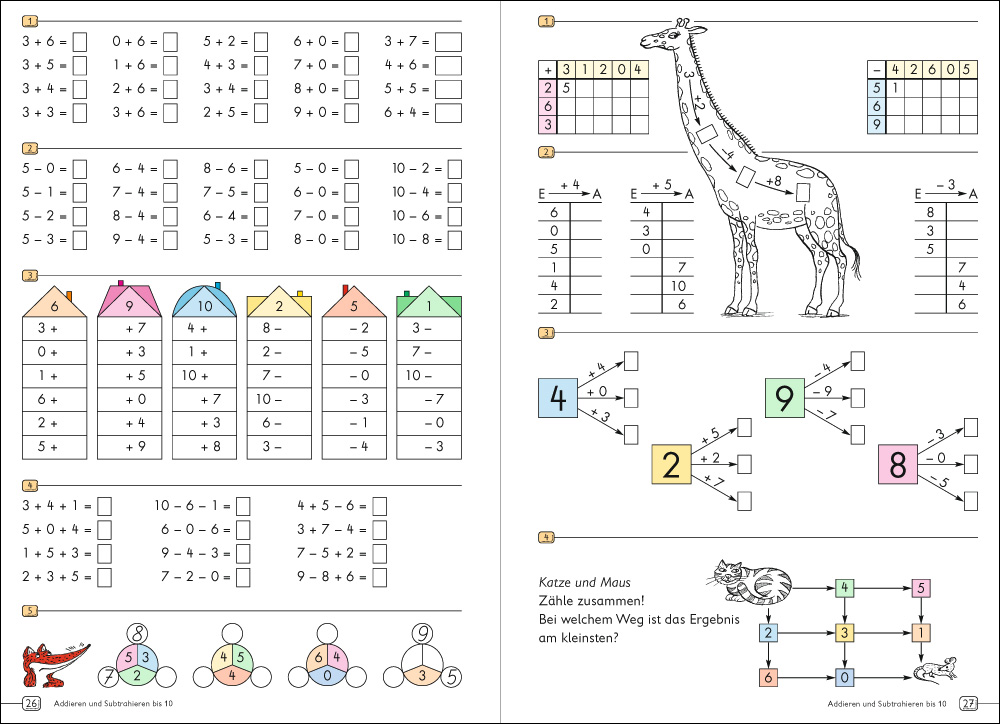 1
3 + 6 = 0 + 6 = 5 + 2 = 6 + 0 = 3 + 7 =
3 + 5 = 1 + 6 = 4 + 3 = 7 + 0 = 4 + 6 =
3 + 4 = 2 + 6 = 3 + 4 = 8 + 0 = 5 + 5 =
3 + 3 = 3 + 6 = 2 + 5 = 9 + 0 = 6 + 4 =
2
5 – 0 = 6 – 4 = 8 – 6 = 5 – 0 = 10 – 2 =
5 – 1 = 7 – 4 = 7 – 5 = 6 – 0 = 10 – 4 =
5 – 2 = 8 – 4 = 6 – 4 = 7 – 0 = 10 – 6 =
5 – 3 = 9 – 4 = 5 – 3 = 8 – 0 = 10 – 8 =
3
6 9 10 2 5 1
3 + + 7 4 + 8 – – 2 3 –
0 + + 3 1 + 2 – – 5 7 –
1 + + 5 10 + 7 – – 0 10 –
6 + + 0 + 7 10 – – 3 – 7
2 + + 4 + 3 6 – – 1 – 0
5 + + 9 + 8 3 – – 4 – 3
4
3 + 4 + 1 = 10 – 6 – 1 = 4 + 5 – 6 =
5 + 0 + 4 = 6 – 0 – 6 = 3 + 7 – 4 =
1 + 5 + 3 = 9 – 4 – 3 = 7 – 5 + 2 =
2 + 3 + 5 = 7 – 2 – 0 = 9 – 8 + 6 =
5
8 9
5 3 4 5 6 4
7 2 4 0 3 5
26 Addieren und Subtrahieren bis 10
1
+ 3 1 2 0 4
2 5
6
3
– 4 2 6 0 5
5 1
6
9
3
+2
–4
+8
2
+ 4
E A
6
0
5
1
4
2
+ 5
E A
4
3
0
7
10
6
– 3
E A
8
3
5
7
4
6
3
4
+ 4
+ 0
+ 3
2
+ 5
+ 2
+ 7
9
– 4
– 9
– 7
8
– 3
– 0
– 5
4
Katze und Maus
Zähle zusammen!
Bei welchem Weg ist das Ergebnis
am kleinsten?
4 5
2 3 1
6 0
Addieren und Subtrahieren bis 10 27